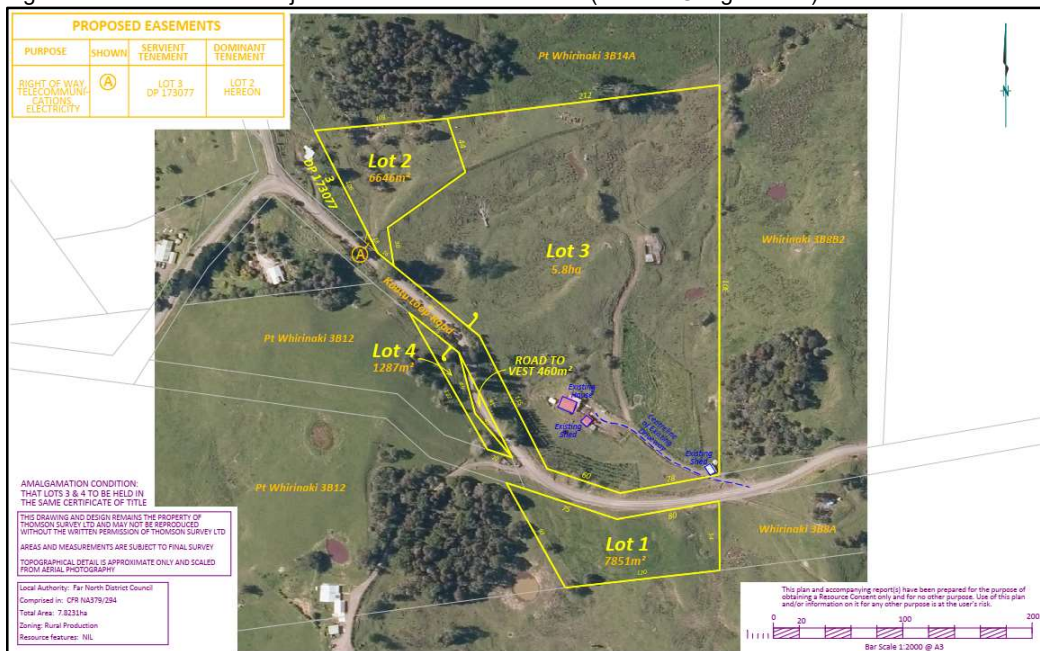 PROPOSED EASEMENTS
PURPOSE SHOWN SERVIENT TENEMENT DOMINANT TENEMENT
RIGHT OF WAY, TELECOMMUNI-CATIONS, ELECTRICITY A LOT 3 DP 173077 LOT 2 HEREON
Pt Whirinaki 3B14A
212
Lot 2
6646m²
44
3
DP 173077
Lot 3
5.8ha
Whirinaki 3B8B2
A
Pt Whirinaki 3B12
Lot 4
1287m²
ROAD TO
VEST 460m²
Existing
House
Existing
Shed
Existing
Shed
60
78
Pt Whirinaki 3B12
75
80
34
Lot 1
7851m²
Whirinaki 3B8A
AMALGAMATION CONDITION:
THAT LOTS 3 & 4 TO BE HELD IN
THE SAME CERTIFICATE OF TITLE
THIS DRAWING AND DESIGN REMAINS THE PROPERTY OF
THOMSON SURVEY LTD AND MAY NOT BE REPRODUCED
WITHOUT THE WRITTEN PERMISSION OF THOMSON SURVEY LTD
AREAS AND MEASUREMENTS ARE SUBJECT TO FINAL SURVEY
TOPOGRAPHICAL DETAIL IS APPROXIMATE ONLY AND SCALED
FROM AERIAL PHOTOGRAPHY
Local Authority: Far North District Council
Comprised in: CFR NA579/294
Total Area: 7.8231ha
Zoning: Rural Production
Resource features: NIL
This plan and accompanying report(s) have been prepared for the purpose of
obtaining a Resource Consent only and for no other purpose. Use of this plan
and/or information on it for any other purpose is at the user's risk.
0 20 100 200
Bar Scale 1:2000 @ A3